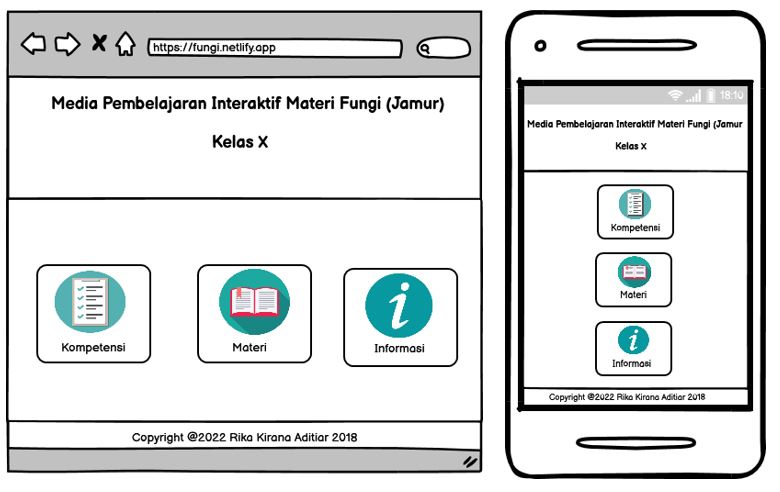 https://fungi.netlify.app
Media Pembelajaran Interaktif Materi Fungi (Jamur)
Kelas X
Kompetensi
Materi
Informasi
Copyright @2022 Rika Kirana Aditiar 2018
18:10
Media Pembelajaran Interaktif Materi Fungi (Jamur
Kelas X
Kompetensi
Materi
Informasi
Copyright @2022 Rika Kirana Aditiar 2018